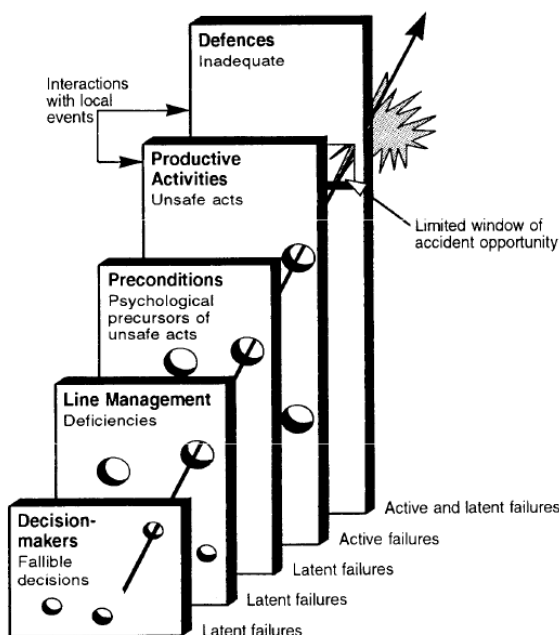 Defences
Inadequate
Interactions
with local
events
Productive
Activities
Unsafe acts
Limited window of
accident opportunity
Preconditions
Psychological
precursors of
unsafe acts
Line Management
Deficiencies
Decision-
makers
Fallible
decisions
Active and latent failures
Active failures
Latent failures
Latent failures
Latent failures